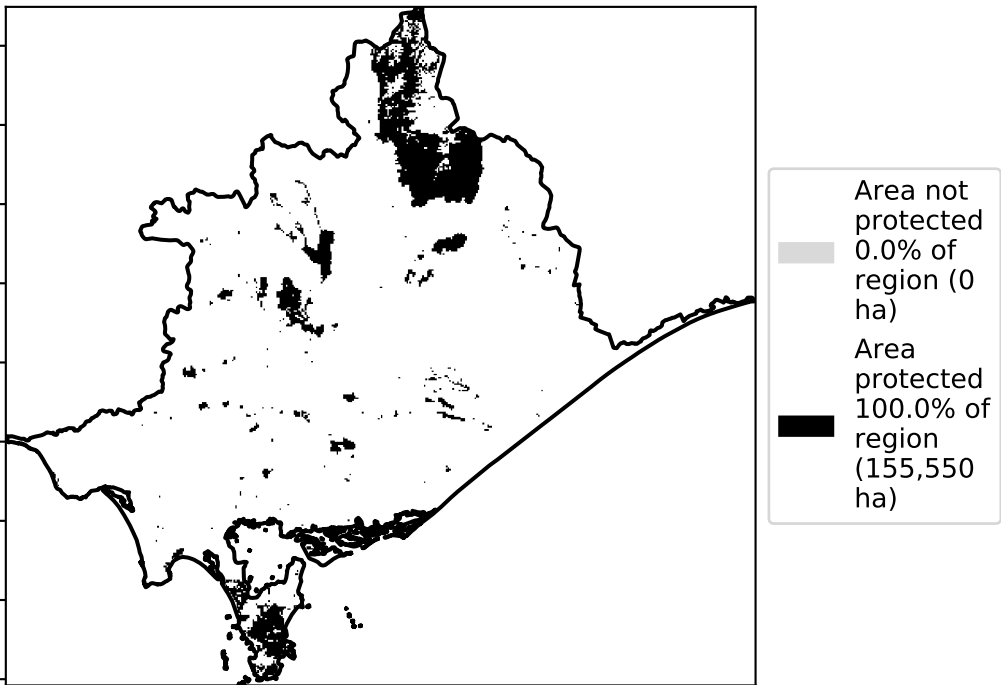 Area not
protected
0.0% of
region (0
ha)
Area
protected
100.0% of
region
(155,550
ha)